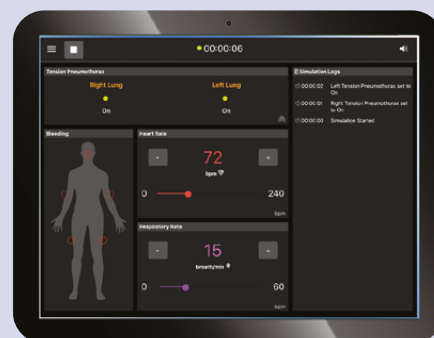 00:00:06
Tension Pneumothorax
Right Lung
Left Lung
On
On
Bleeding
Heart Rate
-
72
+
bpm
0
240
bpm
Respiratory Rate
-
15
+
breath/min
0
60
bpm
Simulation Logs
00:00:02 Left Tension Pneumothorax set to
On
00:00:01 Right Tension Pneumothorax set
to On
00:00:00 Simulation Started